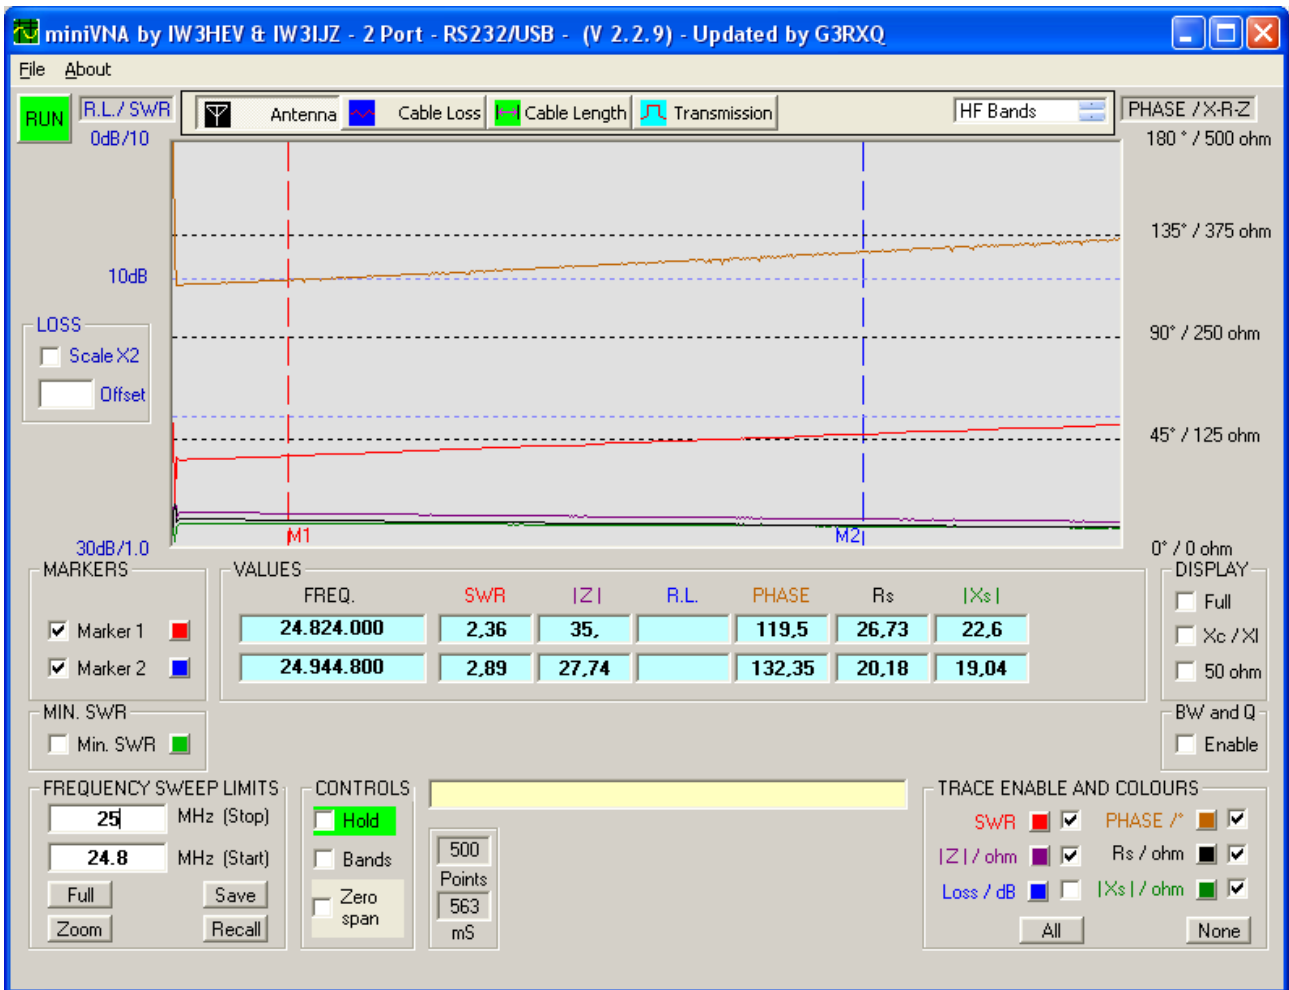 miniVNA by IW3HEV & IW3IJZ - 2 Port - RS232/USB - (V 2.2.9) - Updated by G3RXQ
File About
RUN R.L./ SWR Antenna Cable Loss Cable Length Transmission HF Bands PHASE / X-R-Z
0dB/10 180 ° / 500 ohm
135° / 375 ohm
10dB
LOSS
Scale X2
Offset
90° / 250 ohm
45° / 125 ohm
M1 M2
30dB/1.0 0° / 0 ohm
MARKERS VALUES DISPLAY
FREQ. SWR |Z| R.L. PHASE Rs |Xs|
Marker 1 24.824.000 2,36 35, 119,5 26,73 22,6
Marker 2 24.944.800 2,89 27,74 132,35 20,18 19,04
Full
Xc / Xl
50 ohm
MIN. SWR BW and Q
Min. SWR Enable
FREQUENCY SWEEP LIMITS CONTROLS TRACE ENABLE AND COLOURS
25 MHz (Stop) Hold SWR PHASE /°
24.8 MHz (Start) Bands 500 |Z| / ohm Rs / ohm
Points
Full Save Zero span 563 Loss / dB |Xs| / ohm
Zoom Recall mS All None